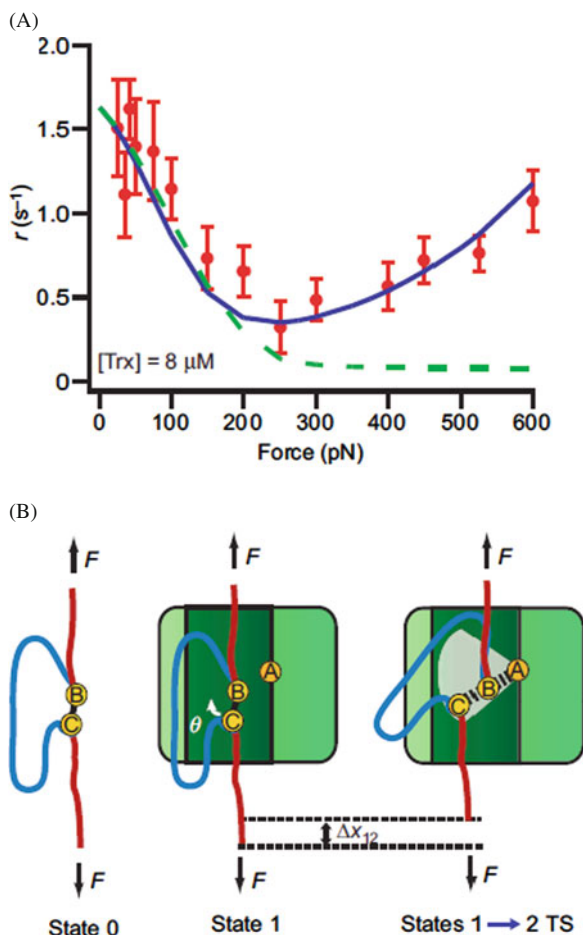 (A)
2.0
1.5
1.0
0.5
0
r (s⁻¹)
[Trx] = 8 μM
0 100 200 300 400 500 600
Force (pN)
(B)
F F F
B B A A
C C B
θ C
Δx₁₂
F F F
State 0 State 1 States 1 → 2 TS